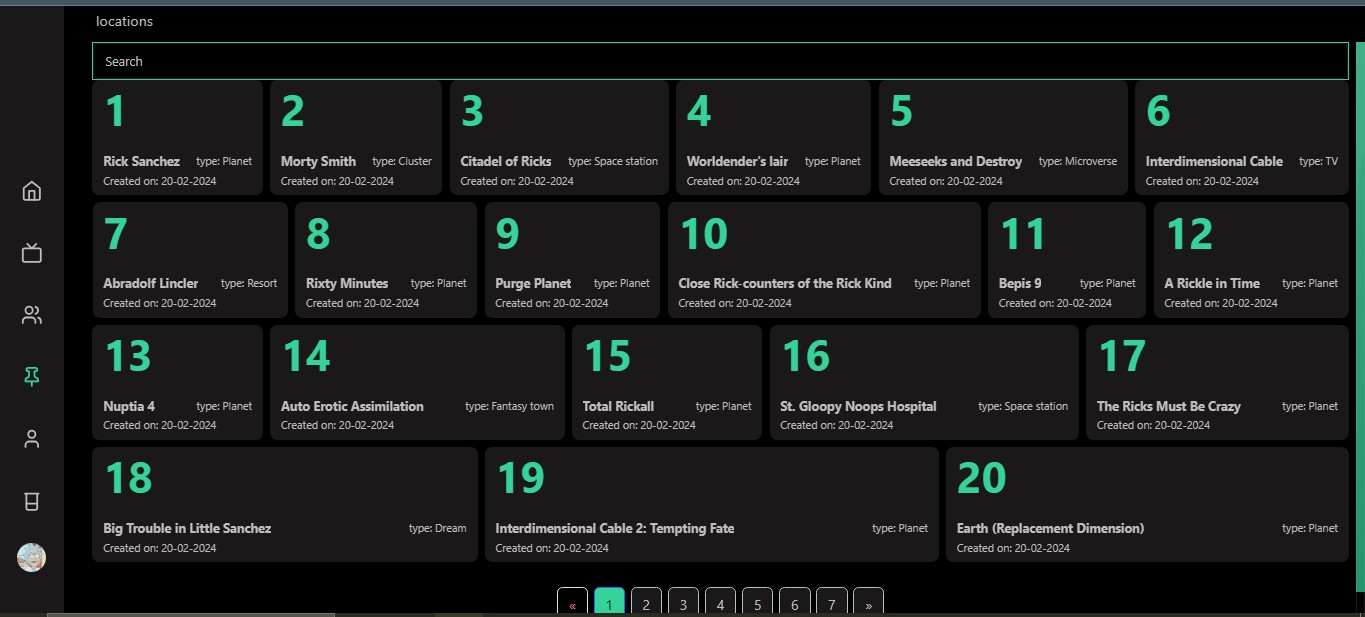 locations
Search
1 2 3 4 5 6
Rick Sanchez type: Planet Morty Smith type: Cluster Citadel of Ricks type: Space station Worldender's lair type: Planet Meeseeks and Destroy type: Microverse Interdimensional Cable type: TV
Created on: 20-02-2024 Created on: 20-02-2024 Created on: 20-02-2024 Created on: 20-02-2024 Created on: 20-02-2024 Created on: 20-02-2024
7 8 9 10 11 12
Abradolf Lincler type: Resort Rixty Minutes type: Planet Purge Planet type: Planet Close Rick-counters of the Rick Kind type: Planet Bepis 9 type: Planet A Rickle in Time type: Planet
Created on: 20-02-2024 Created on: 20-02-2024 Created on: 20-02-2024 Created on: 20-02-2024 Created on: 20-02-2024 Created on: 20-02-2024
13 14 15 16 17
Nuptia 4 type: Planet Auto Erotic Assimilation type: Fantasy town Total Rickall type: Planet St. Gloopy Noops Hospital type: Space station The Ricks Must Be Crazy type: Planet
Created on: 20-02-2024 Created on: 20-02-2024 Created on: 20-02-2024 Created on: 20-02-2024 Created on: 20-02-2024
18 19 20
Big Trouble in Little Sanchez type: Dream Interdimensional Cable 2: Tempting Fate type: Planet Earth (Replacement Dimension) type: Planet
Created on: 20-02-2024 Created on: 20-02-2024 Created on: 20-02-2024
« 1 2 3 4 5 6 7 »